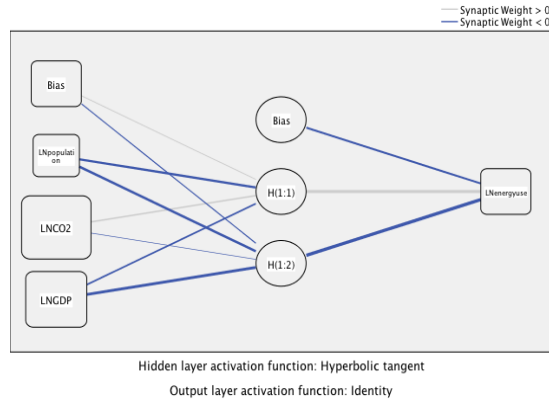 Synaptic Weight > 0
Synaptic Weight < 0
Bias
LNpopulati
on
LNCO2
LNGDP
Bias
H(1:1)
H(1:2)
LNenergyuse
Hidden layer activation function: Hyperbolic tangent
Output layer activation function: Identity